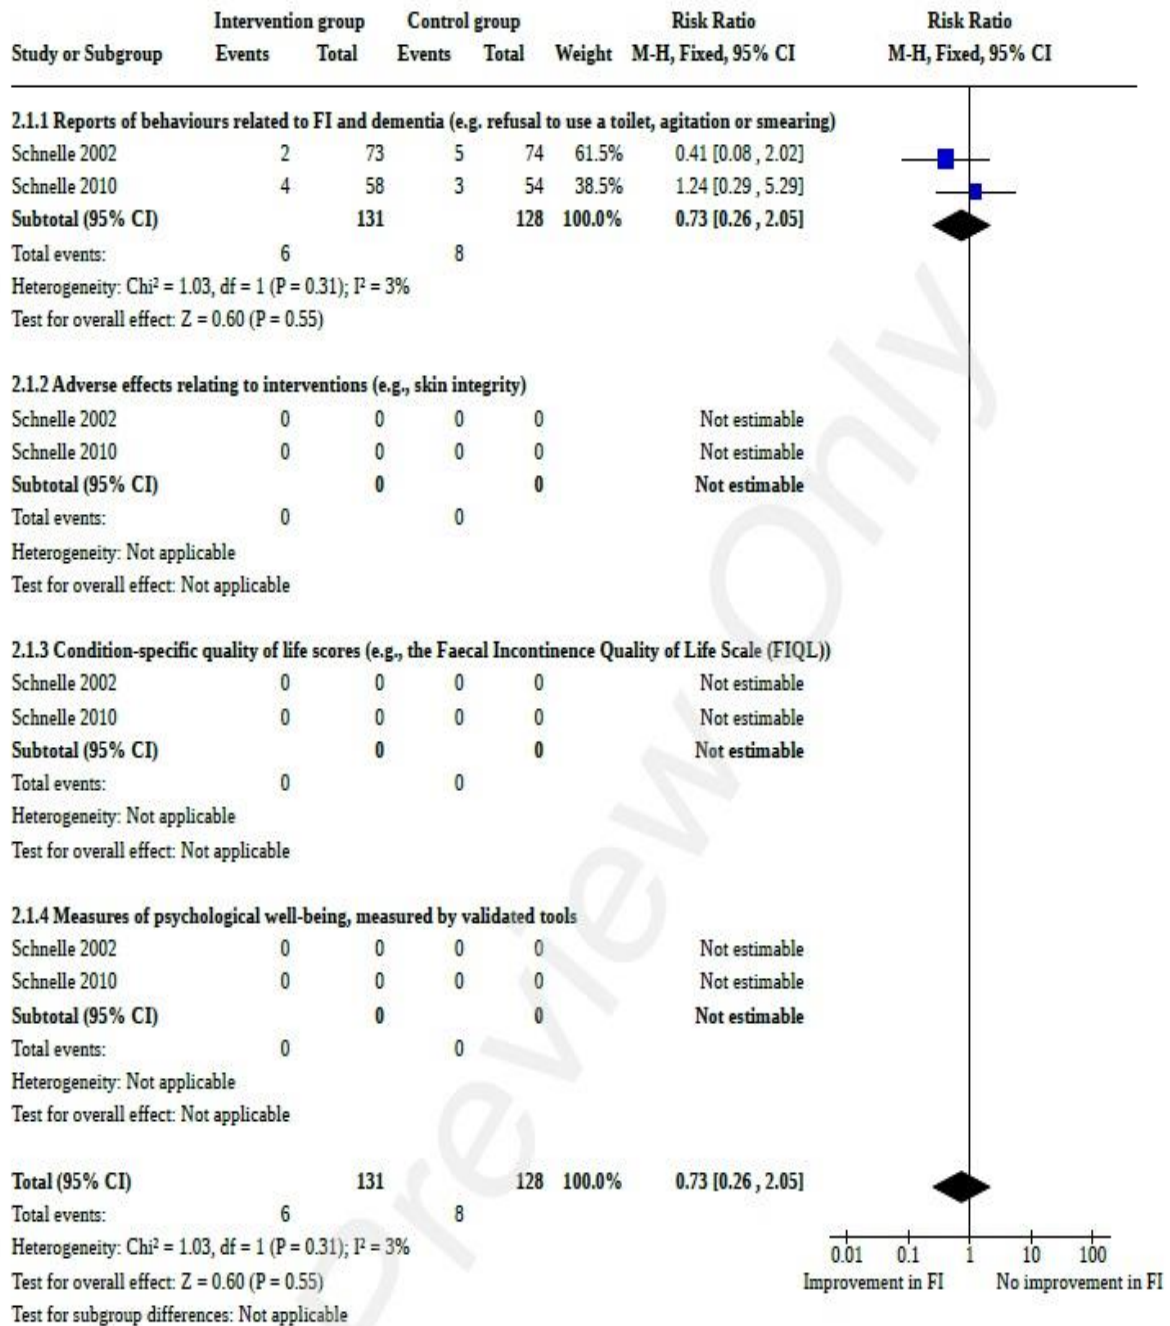 Intervention group Control group Risk Ratio Risk Ratio
Study or Subgroup Events Total Events Total Weight M-H, Fixed, 95% CI M-H, Fixed, 95% CI
2.1.1 Reports of behaviours related to FI and dementia (e.g. refusal to use a toilet, agitation or smearing)
Schnelle 2002 2 73 5 74 61.5% 0.41 [0.08 , 2.02]
Schnelle 2010 4 58 3 54 38.5% 1.24 [0.29 , 5.29]
Subtotal (95% CI) 131 128 100.0% 0.73 [0.26 , 2.05]
Total events: 6 8
Heterogeneity: Chi² = 1.03, df = 1 (P = 0.31); I² = 3%
Test for overall effect: Z = 0.60 (P = 0.55)
2.1.2 Adverse effects relating to interventions (e.g., skin integrity)
Schnelle 2002 0 0 0 0 Not estimable
Schnelle 2010 0 0 0 0 Not estimable
Subtotal (95% CI) 0 0 Not estimable
Total events: 0 0
Heterogeneity: Not applicable
Test for overall effect: Not applicable
2.1.3 Condition-specific quality of life scores (e.g., the Faecal Incontinence Quality of Life Scale (FIQL))
Schnelle 2002 0 0 0 0 Not estimable
Schnelle 2010 0 0 0 0 Not estimable
Subtotal (95% CI) 0 0 Not estimable
Total events: 0 0
Heterogeneity: Not applicable
Test for overall effect: Not applicable
2.1.4 Measures of psychological well-being, measured by validated tools
Schnelle 2002 0 0 0 0 Not estimable
Schnelle 2010 0 0 0 0 Not estimable
Subtotal (95% CI) 0 0 Not estimable
Total events: 0 0
Heterogeneity: Not applicable
Test for overall effect: Not applicable
Total (95% CI) 131 128 100.0% 0.73 [0.26 , 2.05]
Total events: 6 8
Heterogeneity: Chi² = 1.03, df = 1 (P = 0.31); I² = 3%
Test for overall effect: Z = 0.60 (P = 0.55)
Test for subgroup differences: Not applicable
0.01 0.1 1 10 100
Improvement in FI No improvement in FI
Preview Only